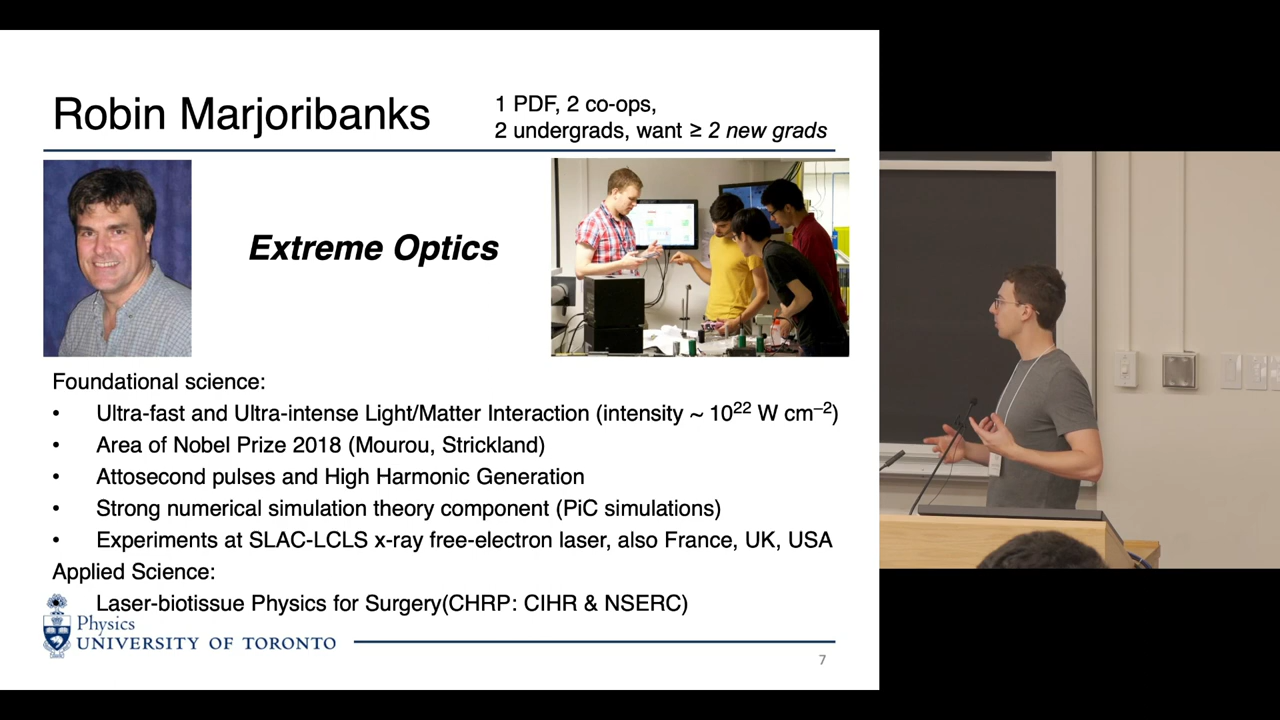 Robin Marjoribanks
1 PDF, 2 co-ops,
2 undergrads, want ≥ 2 new grads
Extreme Optics
Foundational science:
• Ultra-fast and Ultra-intense Light/Matter Interaction (intensity ~ 10²² W cm⁻²)
• Area of Nobel Prize 2018 (Mourou, Strickland)
• Attosecond pulses and High Harmonic Generation
• Strong numerical simulation theory component (PiC simulations)
• Experiments at SLAC-LCLS x-ray free-electron laser, also France, UK, USA
Applied Science:
Laser-biotissue Physics for Surgery(CHRP: CIHR & NSERC)
Physics
UNIVERSITY OF TORONTO
7